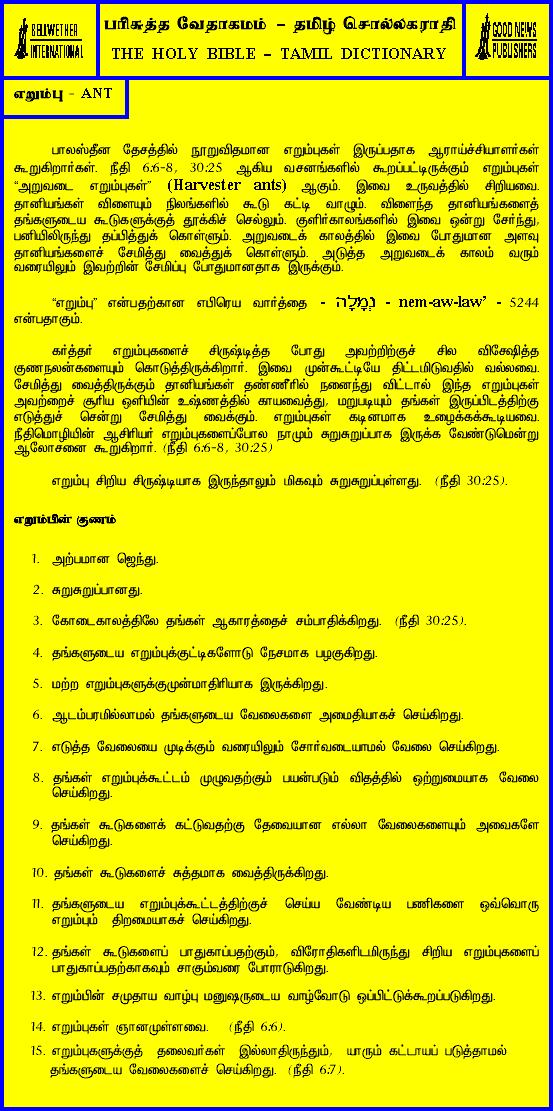 BELLWETHER
INTERNATIONAL
பரிசுத்த வேதாகமம் – தமிழ் சொல்லகராதி
THE HOLY BIBLE – TAMIL DICTIONARY
GOOD NEWS
PUBLISHERS
எறும்பு - ANT
பாலஸ்தீன தேசத்தில் நூறுவிதமான எறும்புகள் இருப்பதாக ஆராய்ச்சியாளர்கள்
கூறுகிறார்கள். நீதி 6:6-8, 30:25 ஆகிய வசனங்களில் கூறப்பட்டிருக்கும் எறும்புகள்
“அறுவடை எறும்புகள்” (Harvester ants) ஆகும். இவை உருவத்தில் சிறியவை.
தானியங்கள் விளையும் நிலங்களில் கூடு கட்டி வாழும். விளைந்த தானியங்களைத்
தங்களுடைய கூடுகளுக்குத் தூக்கிச் செல்லும். குளிர்காலங்களில் இவை ஒன்று சேர்ந்து,
பனியிலிருந்து தப்பித்துக் கொள்ளும். அறுவடைக் காலத்தில் இவை போதுமான அளவு
தானியங்களைச் சேமித்து வைத்துக் கொள்ளும். அடுத்த அறுவடைக் காலம் வரும்
வரையிலும் இவற்றின் சேமிப்பு போதுமானதாக இருக்கும்.
“எறும்பு” என்பதற்கான எபிரெய வார்த்தை - נְמָלָה - nem-aw-law’ - 5244
என்பதாகும்.
கர்த்தர் எறும்புகளைச் சிருஷ்டித்த போது அவற்றிற்குச் சில விசேஷித்த
குணநலன்களையும் கொடுத்திருக்கிறார். இவை முன்கூட்டியே திட்டமிடுவதில் வல்லவை.
சேமித்து வைத்திருக்கும் தானியங்கள் தண்ணீரில் நனைந்து விட்டால் இந்த எறும்புகள்
அவற்றைச் சூரிய ஒளியின் உஷ்ணத்தில் காயவைத்து, மறுபடியும் தங்கள் இருப்பிடத்திற்கு
எடுத்துச் சென்று சேமித்து வைக்கும். எறும்புகள் கடினமாக உழைக்கக்கூடியவை.
நீதிமொழியின் ஆசிரியர் எறும்புகளைப்போல நாமும் சுறுசுறுப்பாக இருக்க வேண்டுமென்று
ஆலோசனை கூறுகிறார். (நீதி 6:6-8, 30:25)
எறும்பு சிறிய சிருஷ்டியாக இருந்தாலும் மிகவும் சுறுசுறுப்புள்ளது. (நீதி 30:25).
எறும்பின் குணம்
1. அற்பமான ஜெந்து.
2. சுறுசுறுப்பானது.
3. கோடைகாலத்திலே தங்கள் ஆகாரத்தைச் சம்பாதிக்கிறது. (நீதி 30:25).
4. தங்களுடைய எறும்புக்குட்டிகளோடு நேசமாக பழகுகிறது.
5. மற்ற எறும்புகளுக்குமுன்மாதிரியாக இருக்கிறது.
6. ஆடம்பரமில்லாமல் தங்களுடைய வேலைகளை அமைதியாகச் செய்கிறது.
7. எடுத்த வேலையை முடிக்கும் வரையிலும் சோர்வடையாமல் வேலை செய்கிறது.
8. தங்கள் எறும்புக்கூட்டம் முழுவதற்கும் பயன்படும் விதத்தில் ஒற்றுமையாக வேலை
செய்கிறது.
9. தங்கள் கூடுகளைக் கட்டுவதற்கு தேவையான எல்லா வேலைகளையும் அவைகளே
செய்கிறது.
10. தங்கள் கூடுகளைச் சுத்தமாக வைத்திருக்கிறது.
11. தங்களுடைய எறும்புக்கூட்டத்திற்குச் செய்ய வேண்டிய பணிகளை ஒவ்வொரு
எறும்பும் திறமையாகச் செய்கிறது.
12. தங்கள் கூடுகளைப் பாதுகாப்பதற்கும், விரோதிகளிடமிருந்து சிறிய எறும்புகளைப்
பாதுகாப்பதற்காகவும் சாகும்வரை போராடுகிறது.
13. எறும்பின் சமுதாய வாழ்பு மனுஷருடைய வாழ்வோடு ஒப்பிட்டுக்கூறப்படுகிறது.
14. எறும்புகள் ஞானமுள்ளவை. (நீதி 6:6).
15. எறும்புகளுக்குத் தலைவர்கள் இல்லாதிருந்தும், யாரும் கட்டாயப் படுத்தாமல்
தங்களுடைய வேலைகளைச் செய்கிறது. (நீதி 6:7).